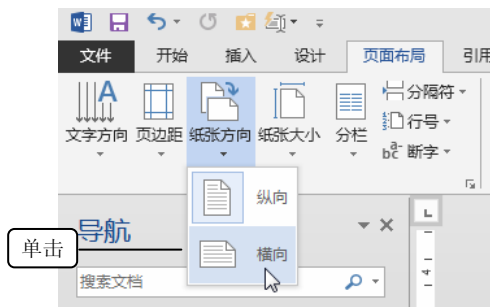 文件 开始 插入 设计 页面布局 引用
文字方向 页边距 纸张方向 纸张大小 分栏
分隔符
行号
断字
纵向
横向
导航
单击
搜索文档